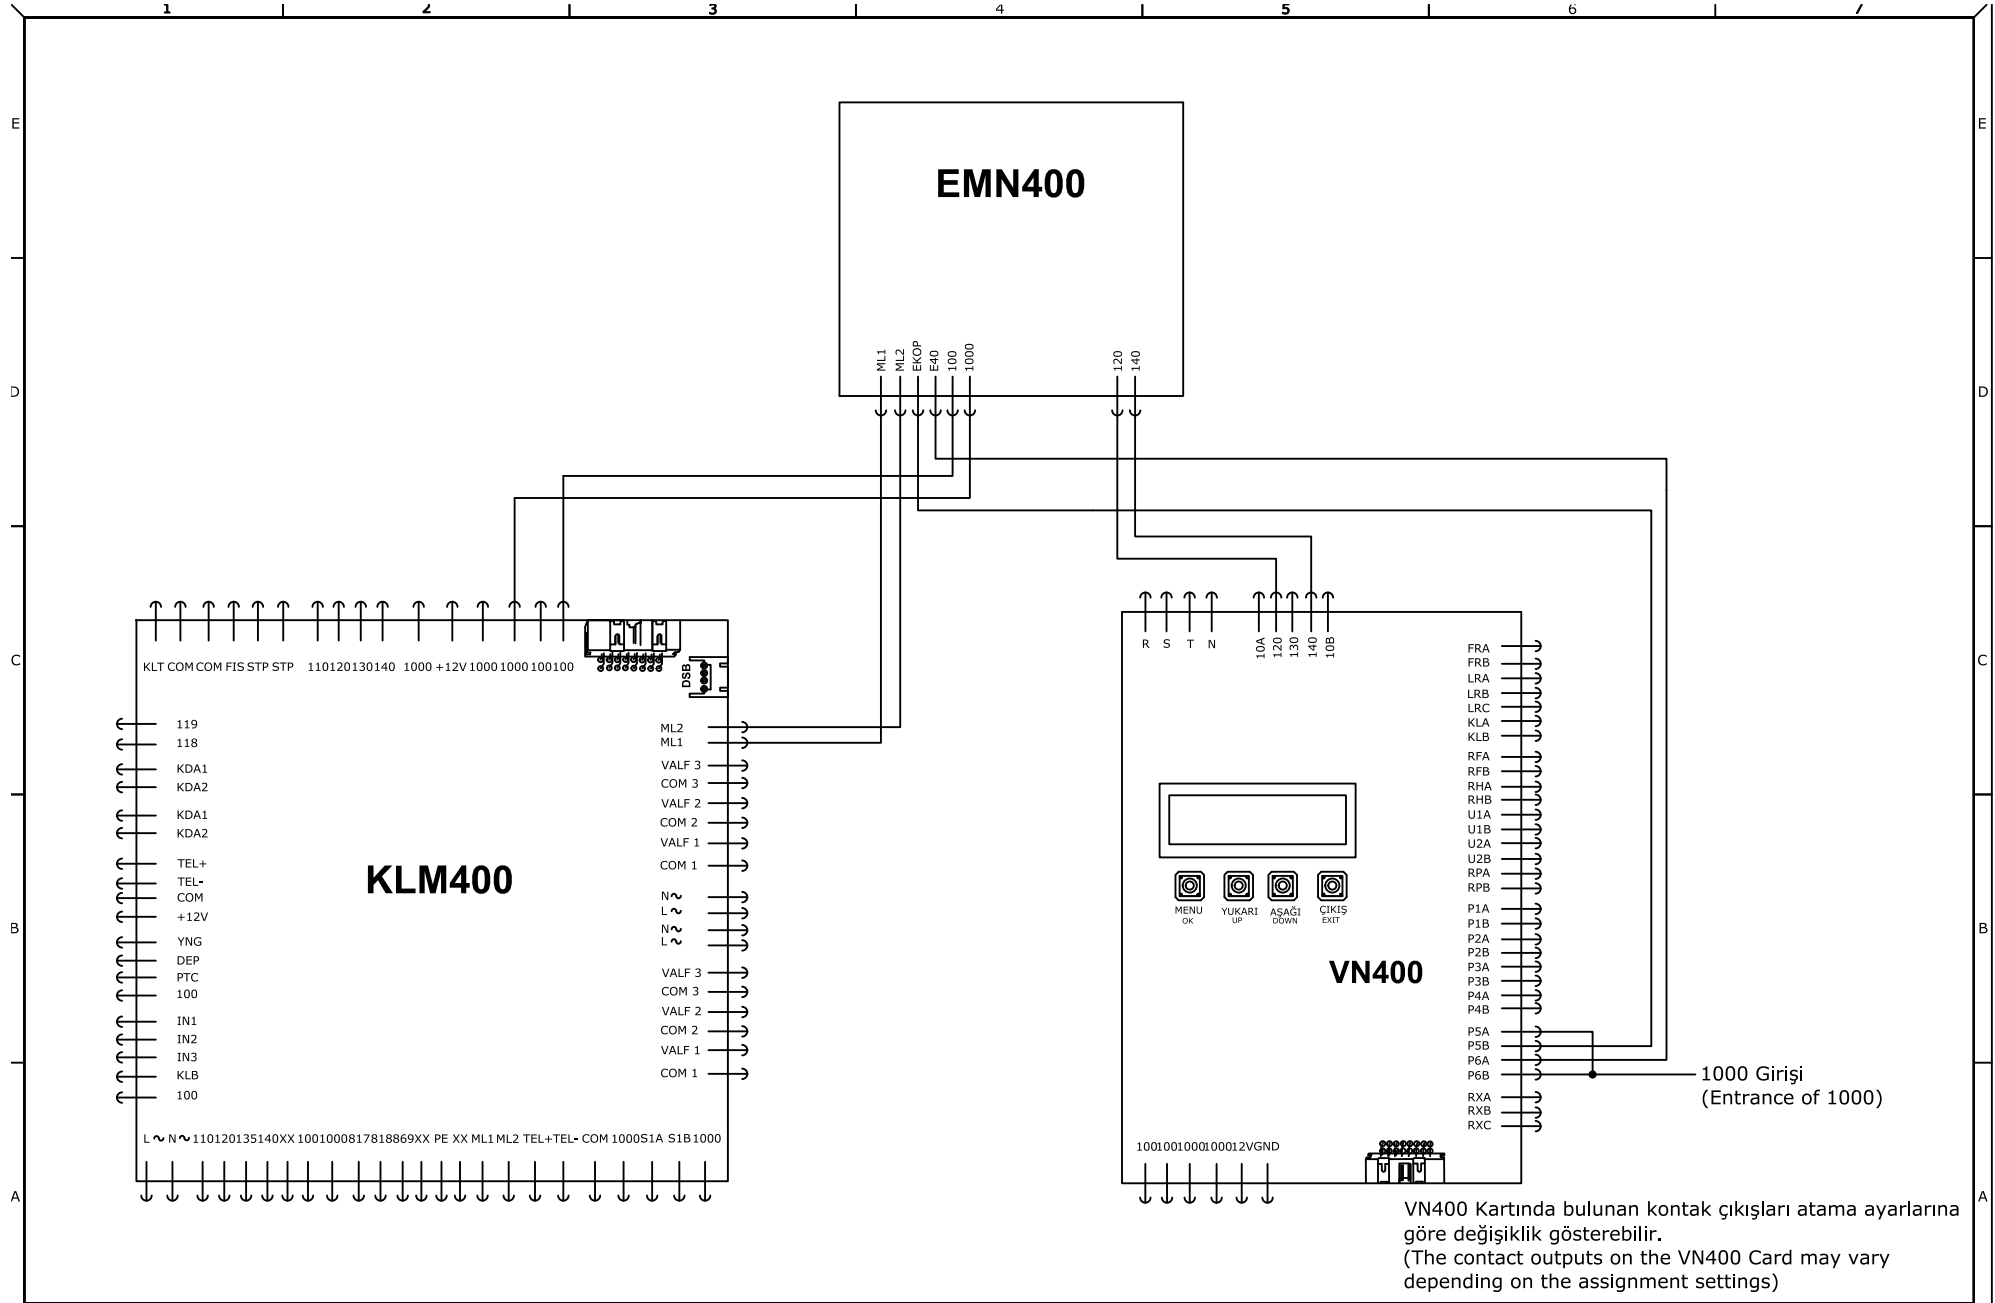 1 2 3 4 5 6 7
E E
EMN400
ML1 ML2 EKOP E40 100 1000 120 140
D D
R S T N 10A 120 130 140 10B
C C
KLT COM COM FIS STP STP 110120130140 1000 +12V 1000 1000 100100
DSB
119
118
KDA1
KDA2
KDA1
KDA2
TEL+
TEL-
COM
+12V
YNG
DEP
PTC
100
IN1
IN2
IN3
KLB
100
KLM400
ML2
ML1
VALF 3
COM 3
VALF 2
COM 2
VALF 1
COM 1
N~
L~
N~
L~
VALF 3
COM 3
VALF 2
COM 2
VALF 1
COM 1
L~ N~110120135140XX 1001000817818869XX PE XX ML1 ML2 TEL+TEL- COM 1000S1A S1B1000
MENU YUKARI AŞAĞI ÇIKIŞ
OK UP DOWN EXIT
VN400
FRA
FRB
LRA
LRB
LRC
KLA
KLB
RFA
RFB
RHA
RHB
U1A
U1B
U2A
U2B
RPA
RPB
P1A
P1B
P2A
P2B
P3A
P3B
P4A
P4B
P5A
P5B
P6A
P6B
RXA
RXB
RXC
B B
1000 Girişi
(Entrance of 1000)
1001001000100012VGND
A A
VN400 Kartında bulunan kontak çıkışları atama ayarlarına
göre değişiklik gösterebilir.
(The contact outputs on the VN400 Card may vary
depending on the assignment settings)